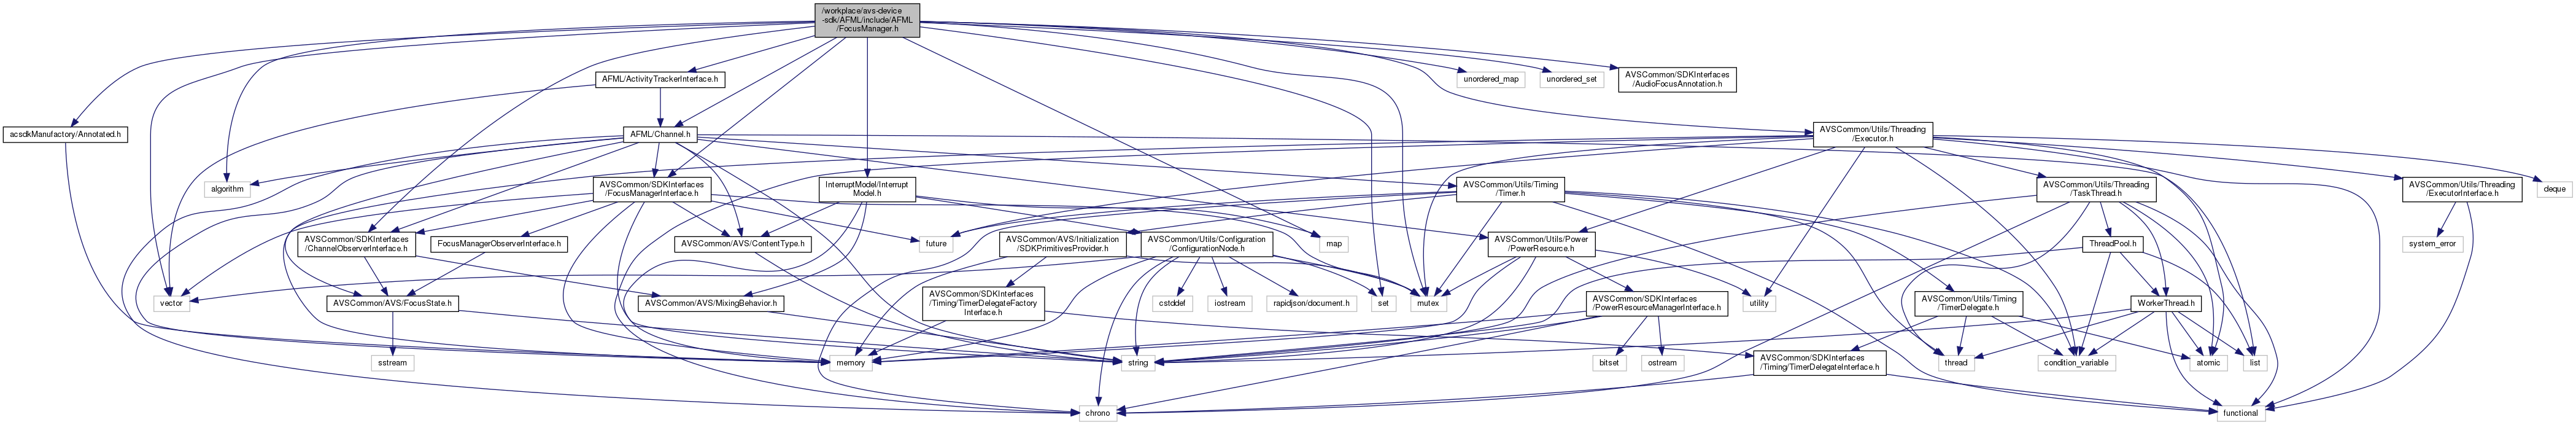 /workplace/avs-device
-sdk/AFML/include/AFML
/FocusManager.h
AFML/ActivityTrackerInterface.h
unordered_map
unordered_set
AVSCommon/SDKInterfaces
/AudioFocusAnnotation.h
acsdkManufactory/Annotated.h
AFML/Channel.h
AVSCommon/Utils/Threading
/Executor.h
algorithm
AVSCommon/SDKInterfaces
/FocusManagerInterface.h
InterruptModel/Interrupt
Model.h
AVSCommon/Utils/Timing
/Timer.h
AVSCommon/Utils/Threading
/TaskThread.h
AVSCommon/Utils/Threading
/ExecutorInterface.h
deque
AVSCommon/SDKInterfaces
/ChannelObserverInterface.h
FocusManagerObserverInterface.h
AVSCommon/AVS/ContentType.h
future
AVSCommon/AVS/Initialization
/SDKPrimitivesProvider.h
AVSCommon/Utils/Configuration
/ConfigurationNode.h
map
AVSCommon/Utils/Power
/PowerResource.h
ThreadPool.h
system_error
vector
AVSCommon/AVS/FocusState.h
AVSCommon/AVS/MixingBehavior.h
AVSCommon/SDKInterfaces
/Timing/TimerDelegateFactory
Interface.h
cstddef
iostream
rapidjson/document.h
set
mutex
AVSCommon/SDKInterfaces
/PowerResourceManagerInterface.h
utility
AVSCommon/Utils/Timing
/TimerDelegate.h
WorkerThread.h
sstream
memory
string
bitset
ostream
AVSCommon/SDKInterfaces
/Timing/TimerDelegateInterface.h
thread
condition_variable
atomic
list
chrono
functional